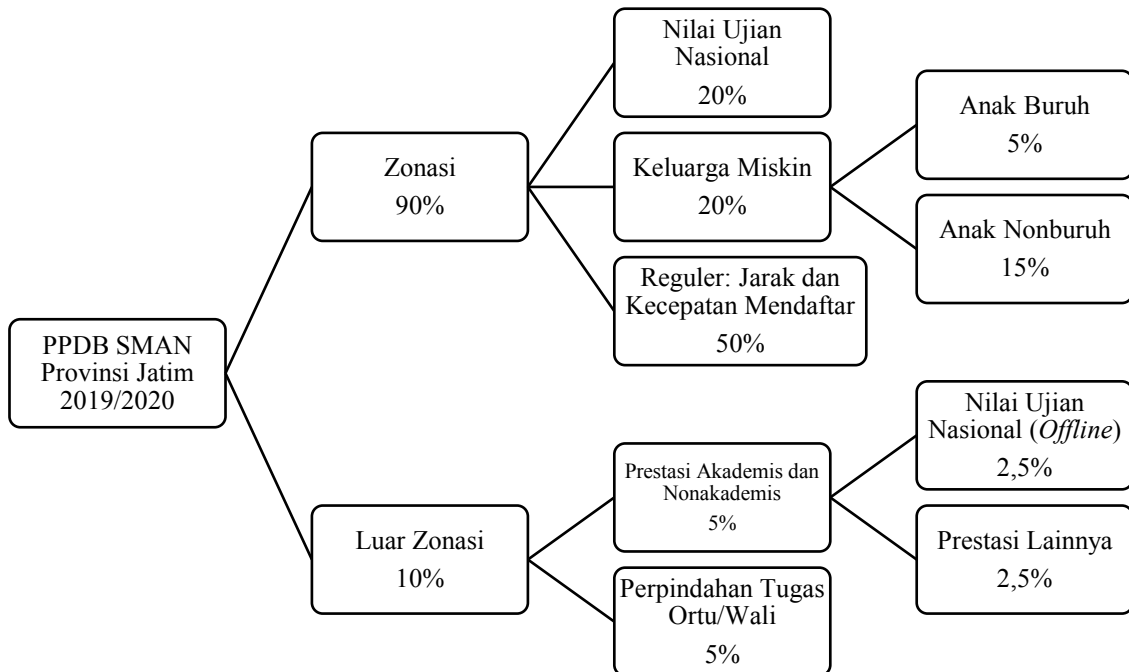 PPDB SMAN
Provinsi Jatim
2019/2020
Zonasi
90%
Nilai Ujian
Nasional
20%
Keluarga Miskin
20%
Anak Buruh
5%
Anak Nonburuh
15%
Reguler: Jarak dan
Kecepatan Mendaftar
50%
Luar Zonasi
10%
Prestasi Akademis dan
Nonakademis
5%
Nilai Ujian
Nasional (Offline)
2,5%
Prestasi Lainnya
2,5%
Perpindahan Tugas
Ortu/Wali
5%